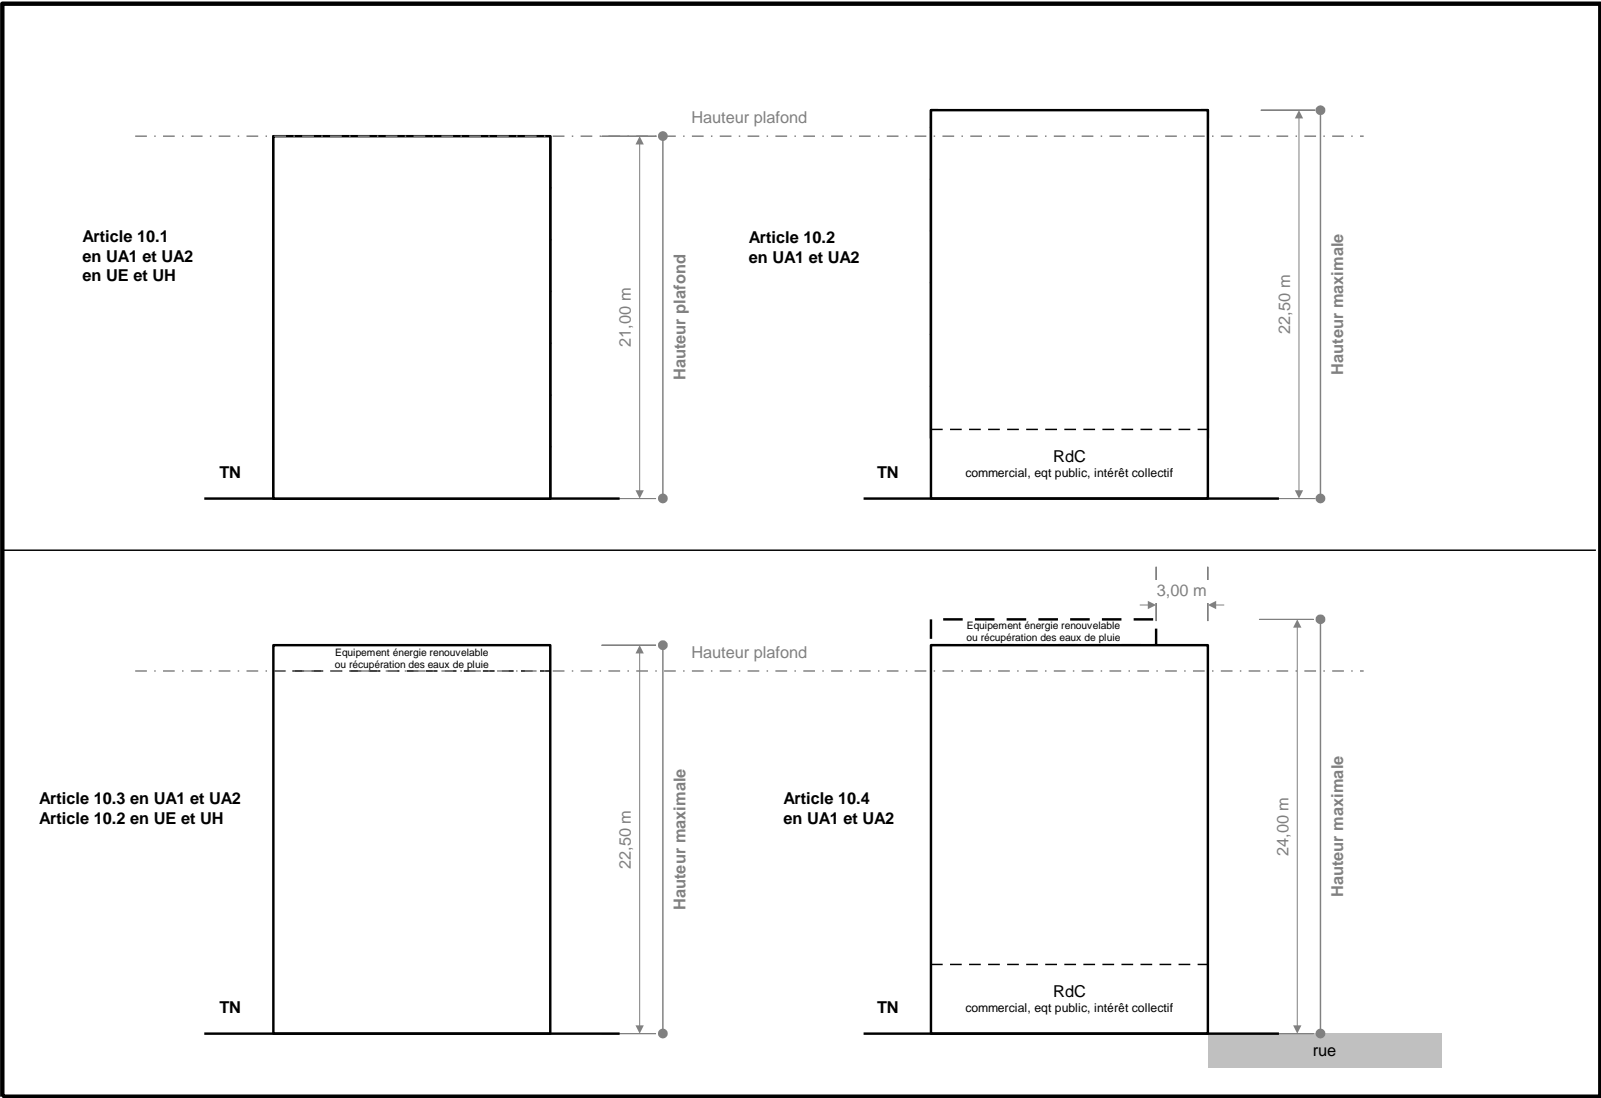 Hauteur plafond
Article 10.1
en UA1 et UA2
en UE et UH
21,00 m
Hauteur plafond
TN
Article 10.2
en UA1 et UA2
22,50 m
Hauteur maximale
RdC
commercial, eqt public, intérêt collectif
TN
Equipement énergie renouvelable
ou récupération des eaux de pluie
Hauteur plafond
Article 10.3 en UA1 et UA2
Article 10.2 en UE et UH
22,50 m
Hauteur maximale
TN
3,00 m
Equipement énergie renouvelable
ou récupération des eaux de pluie
Article 10.4
en UA1 et UA2
24,00 m
Hauteur maximale
RdC
commercial, eqt public, intérêt collectif
TN
rue